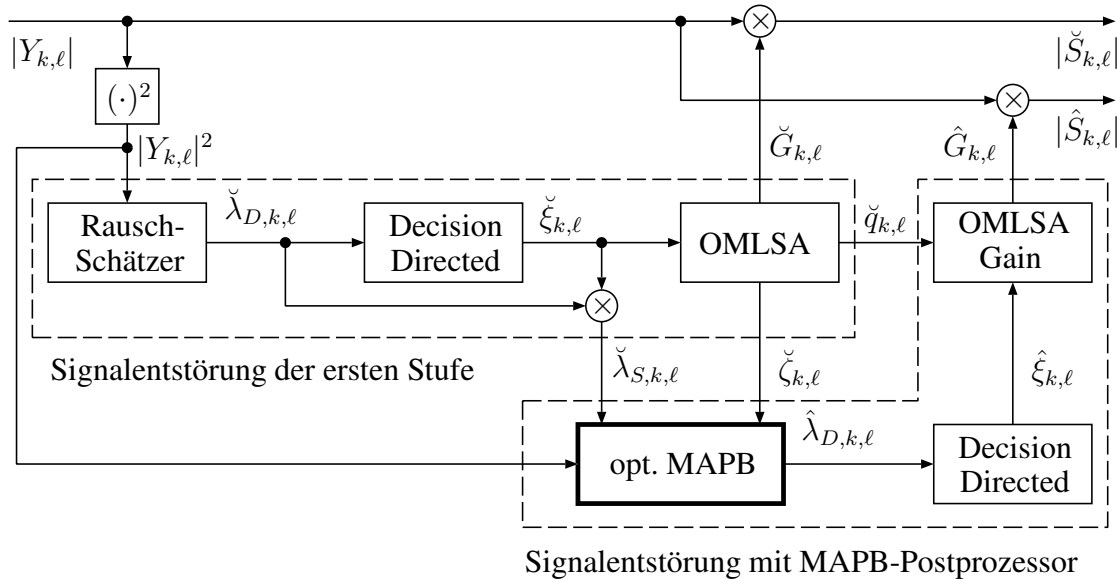 |Y_{k,ℓ}|
|S̆_{k,ℓ}|
×
(·)²
×
|Ŝ_{k,ℓ}|
|Y_{k,ℓ}|²
Ğ_{k,ℓ}
Ĝ_{k,ℓ}
Rausch-
Schätzer
λ̆_{D,k,ℓ}
Decision
Directed
ξ̆_{k,ℓ}
OMLSA
q̆_{k,ℓ}
OMLSA
Gain
×
Signalentstörung der ersten Stufe
λ̆_{S,k,ℓ}
ζ̆_{k,ℓ}
ξ̂_{k,ℓ}
opt. MAPB
λ̂_{D,k,ℓ}
Decision
Directed
Signalentstörung mit MAPB-Postprozessor